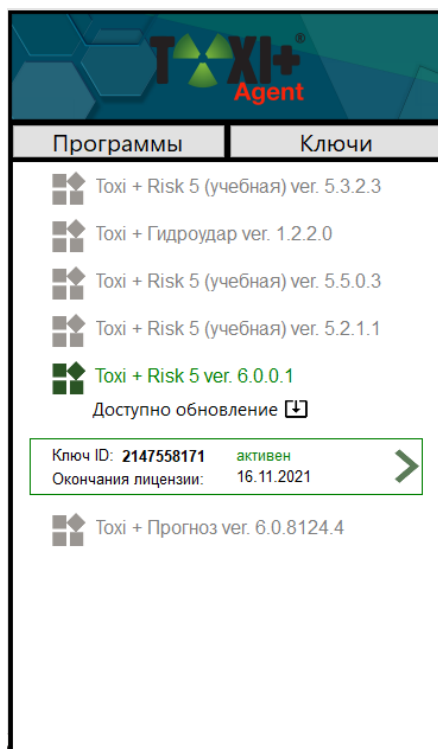 TOXI+®
Agent
Программы Ключи
Toxi + Risk 5 (учебная) ver. 5.3.2.3
Toxi + Гидроудар ver. 1.2.2.0
Toxi + Risk 5 (учебная) ver. 5.5.0.3
Toxi + Risk 5 (учебная) ver. 5.2.1.1
Toxi + Risk 5 ver. 6.0.0.1
Доступно обновление
Ключ ID: 2147558171 активен
Окончания лицензии: 16.11.2021
Toxi + Прогноз ver. 6.0.8124.4